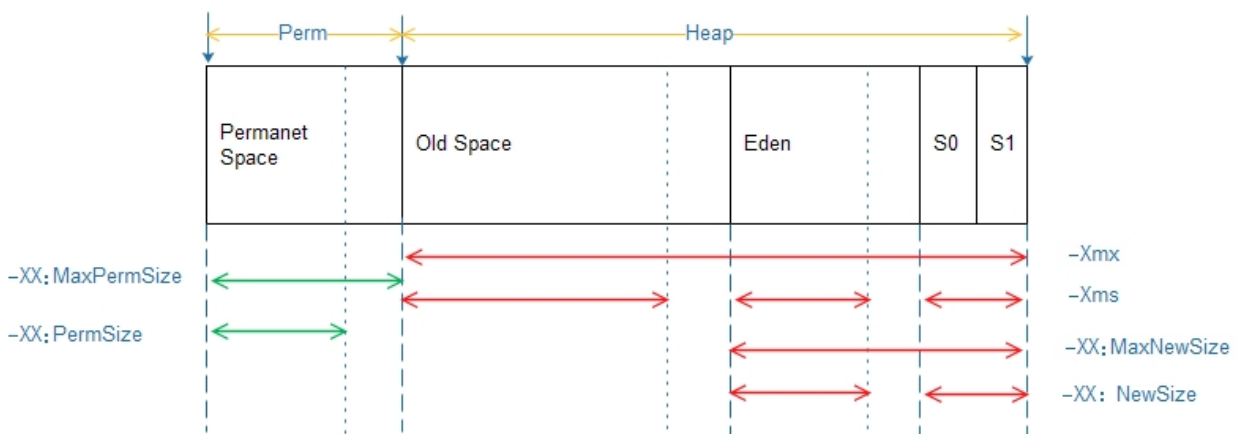 Perm
Heap
Permanet
Space
Old Space
Eden
S0
S1
-XX:MaxPermSize
-Xmx
-Xms
-XX:PermSize
-XX:MaxNewSize
-XX: NewSize